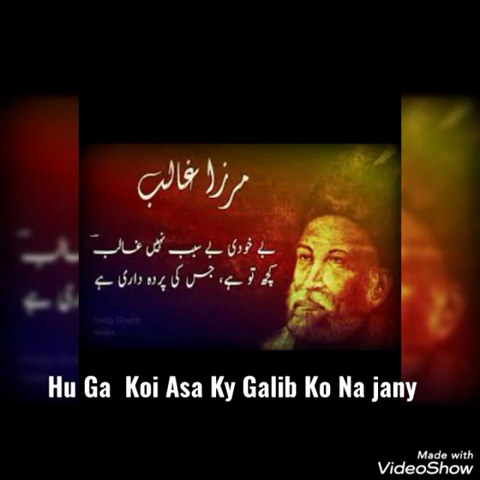 مرزا غالب
بے خودی بے سبب نہیں غالبؔ
کچھ تو ہے، جس کی پردہ داری ہے
Hu Ga Koi Asa Ky Galib Ko Na jany
Made with
VideoShow